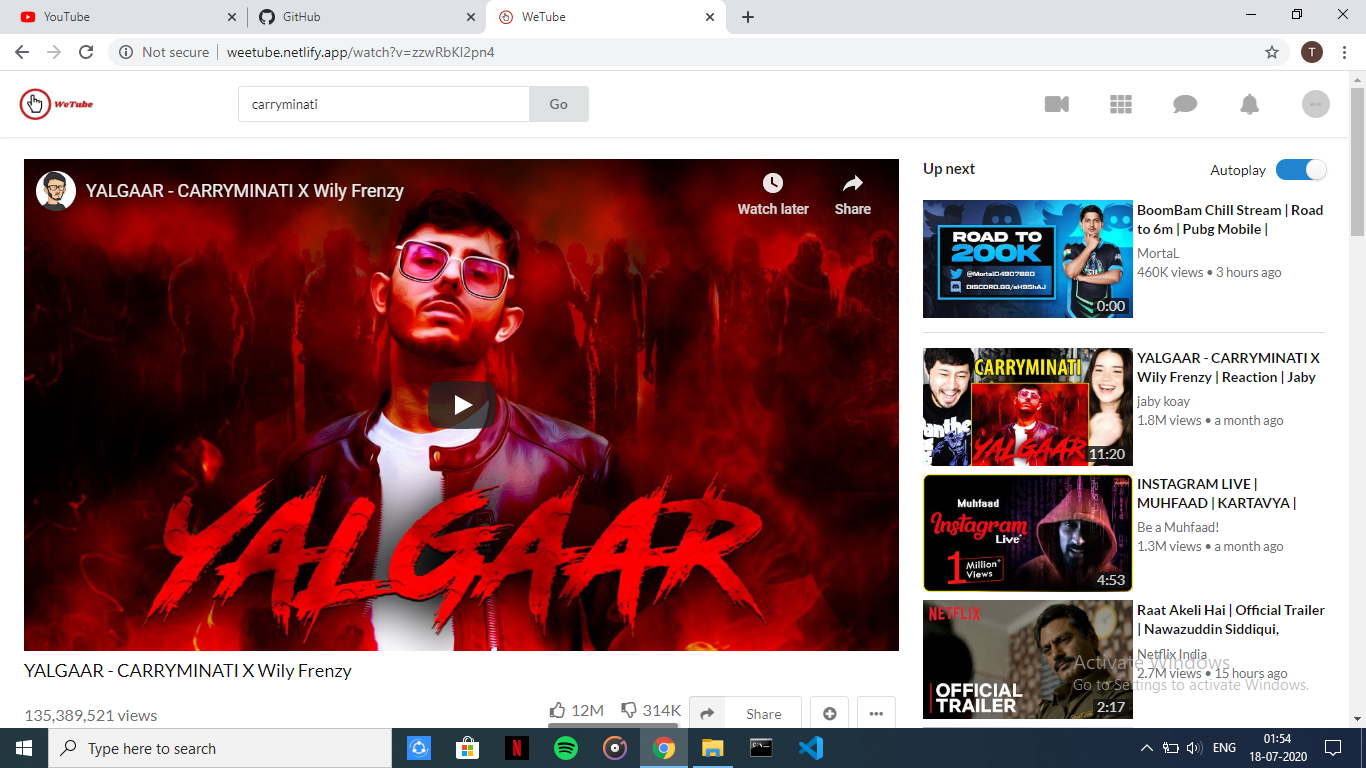 YouTube
GitHub
WeTube
Not secure
weetube.netlify.app/watch?v=zzwRbKI2pn4
T
WeTube
carryminati
Go
YALGAAR - CARRYMINATI X Wily Frenzy
Watch later
Share
YALGAAR
YALGAAR - CARRYMINATI X Wily Frenzy
135,389,521 views
12M
314K
Share
Up next
Autoplay
ROAD TO
200K
DISCORD.GG/
0:00
BoomBam Chill Stream | Road
to 6m | Pubg Mobile |
MortaL
460K views • 3 hours ago
CARRYMINATI
YALGAAR
11:20
YALGAAR - CARRYMINATI X
Wily Frenzy | Reaction | Jaby
jaby koay
1.8M views • a month ago
Muhfaad
Instagram
Live
1 Million+
Views
4:53
INSTAGRAM LIVE |
MUHFAAD | KARTAVYA |
Be a Muhfaad!
1.3M views • a month ago
NETFLIX
OFFICIAL
TRAILER
2:17
Raat Akeli Hai | Official Trailer
| Nawazuddin Siddiqui,
Netflix India
2.7M views • 15 hours ago
Activate Windows
Go to Settings to activate Windows.
Type here to search
N
ENG
01:54
18-07-2020